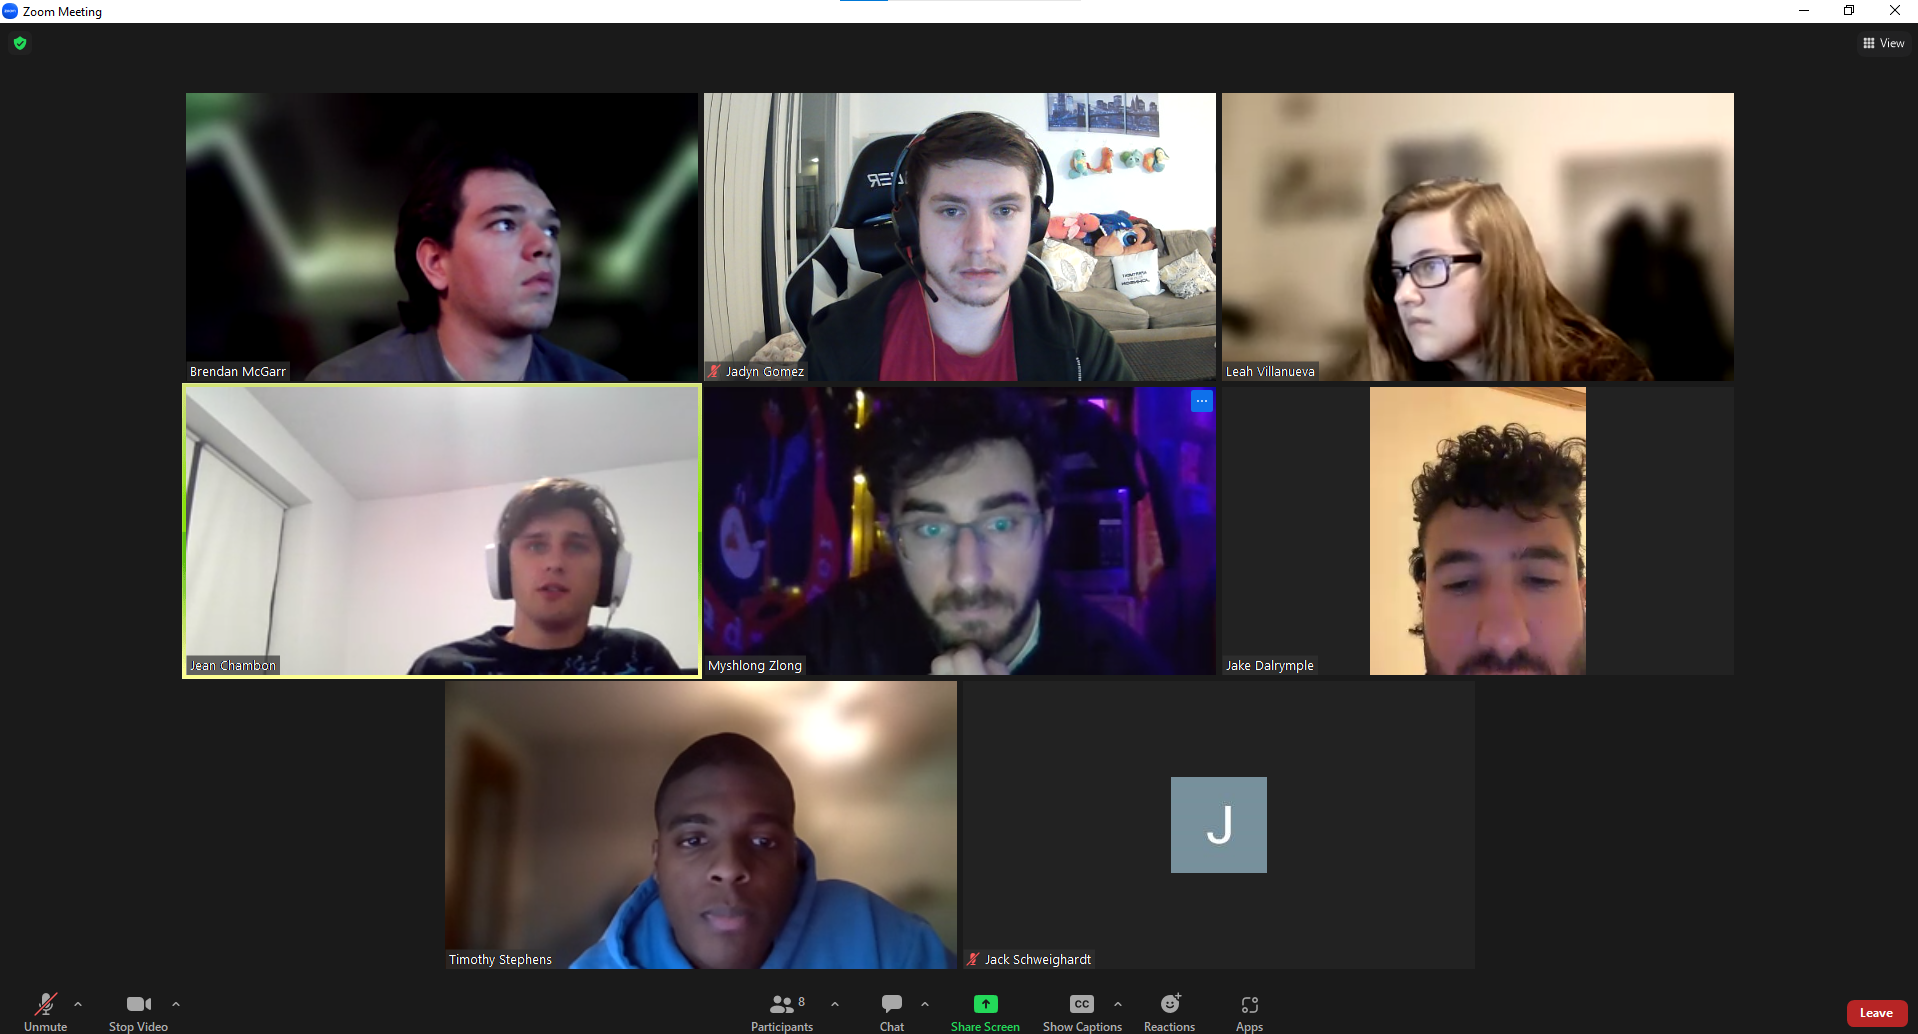 Zoom Meeting
View
Brendan McGarr
Jadyn Gomez
Leah Villanueva
Jean Chambon
Myshlong Zlong
Jake Dalrymple
Timothy Stephens
J
Jack Schweighardt
Unmute
Stop Video
8
Participants
Chat
Share Screen
CC
Show Captions
Reactions
Apps
Leave